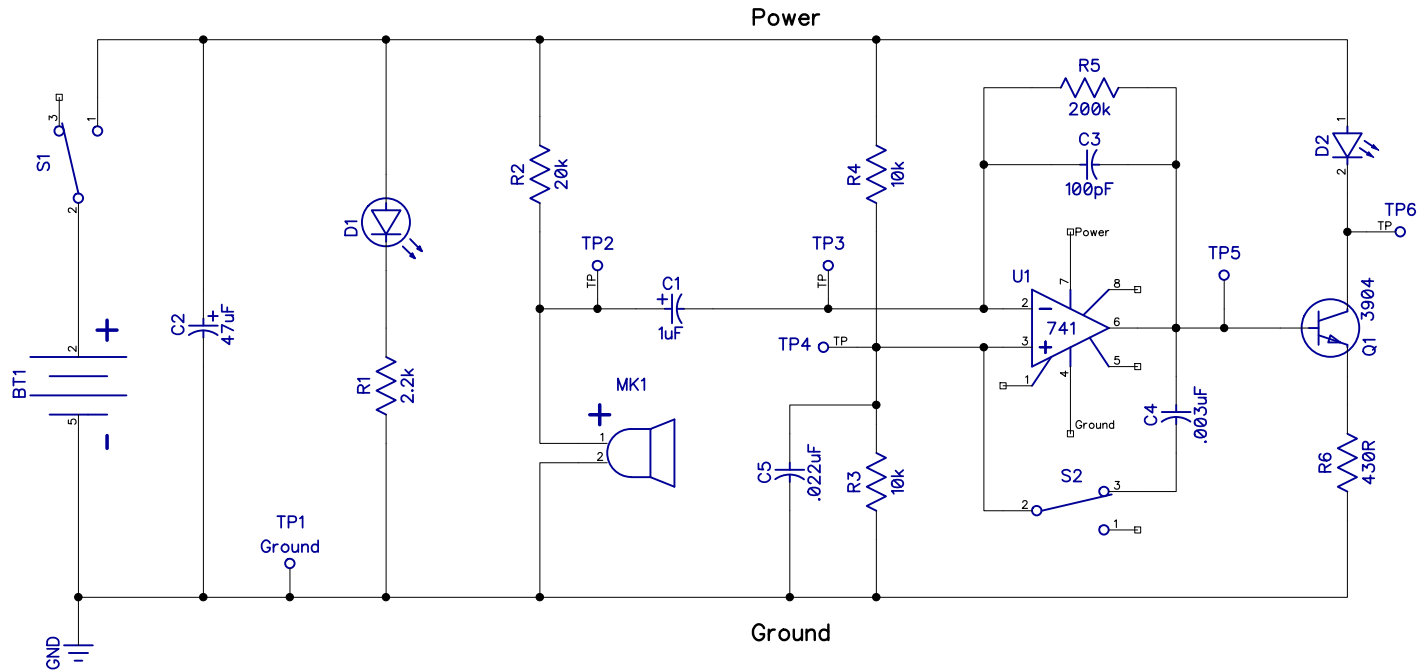 Power
S1
3
1
2
BT1
2
+
5
-
GND
C2
+
47uF
TP1
Ground
D1
R1
2.2k
R2
20k
TP2
TP
C1
+
1uF
MK1
+
1
2
TP3
TP
TP4
TP
R4
10k
C5
.022uF
R3
10k
R5
200k
C3
100pF
Power
U1
7
8
2
-
741
6
3
+
5
1
4
Ground
TP5
C4
.003uF
S2
2
3
1
D2
1
2
TP6
TP
3904
Q1
R6
430R
Ground